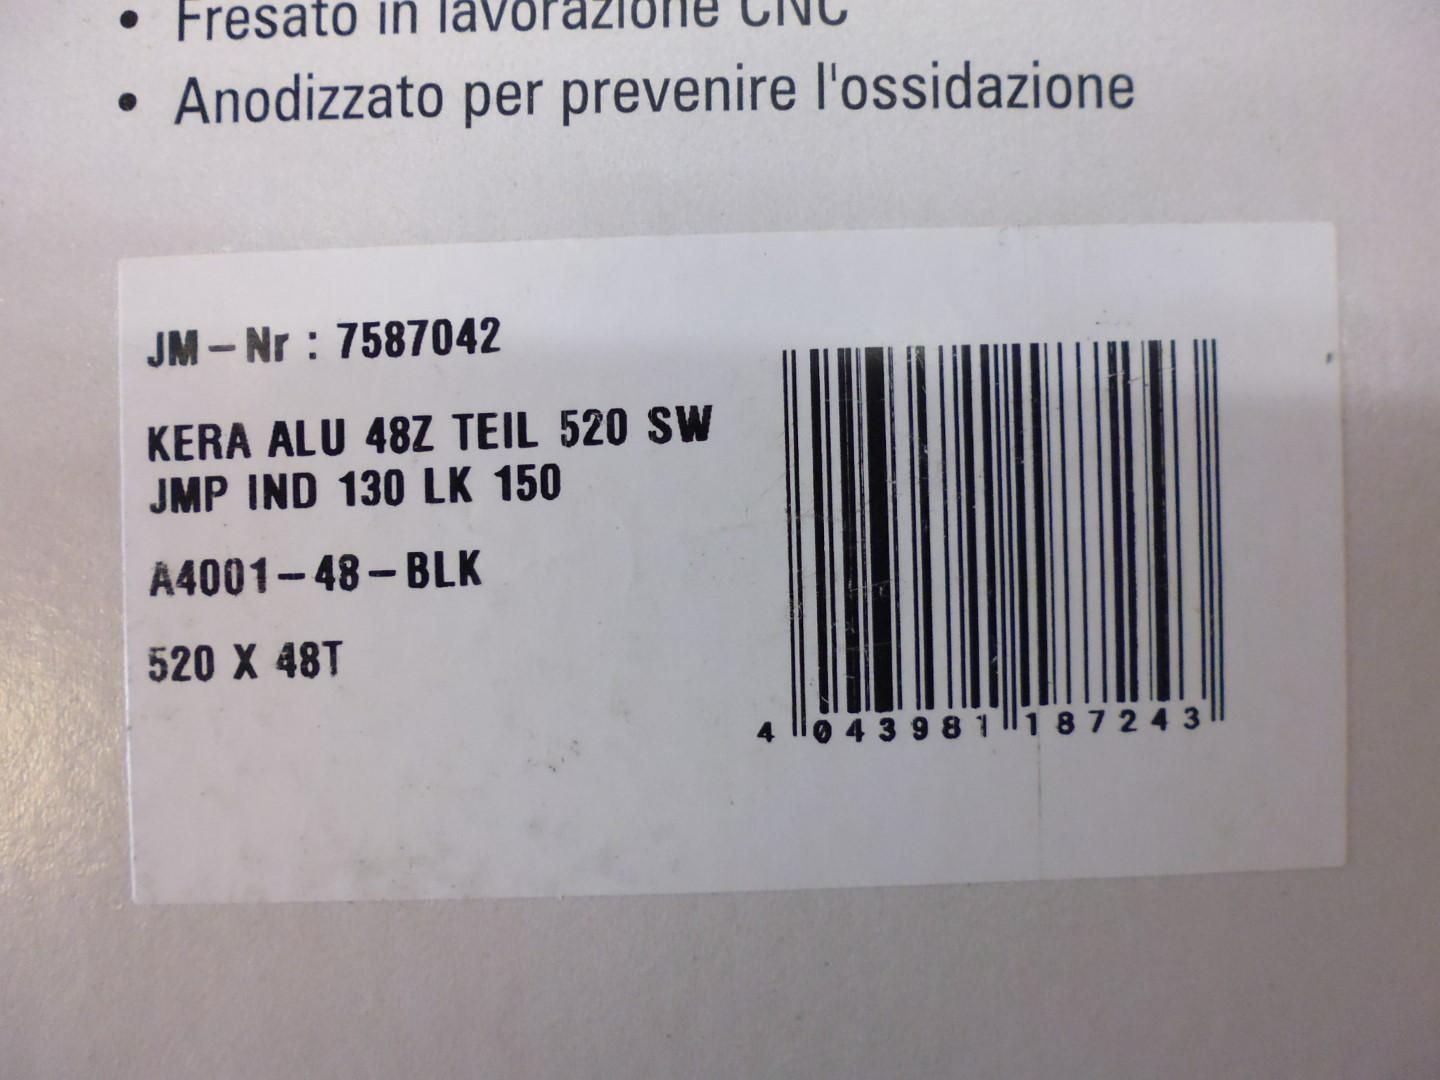 • Fresato in lavorazione CNC
• Anodizzato per prevenire l'ossidazione
JM-Nr : 7587042
KERA ALU 48Z TEIL 520 SW
JMP IND 130 LK 150
A4001-48-BLK
520 X 48T
4 043981 187243